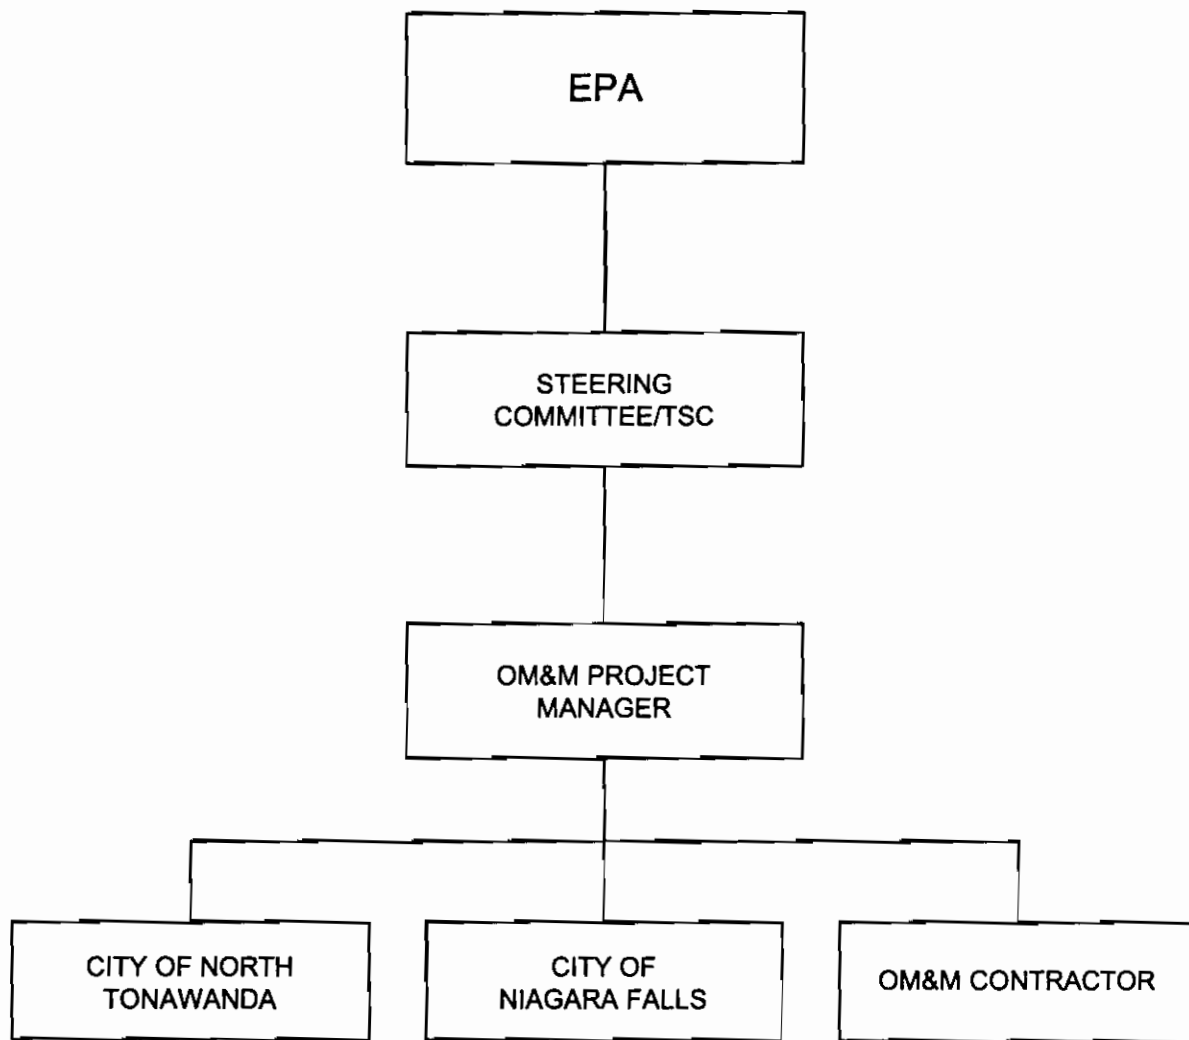 EPA
STEERING
COMMITTEE/TSC
OM&M PROJECT
MANAGER
CITY OF NORTH
TONAWANDA
CITY OF
NIAGARA FALLS
OM&M CONTRACTOR